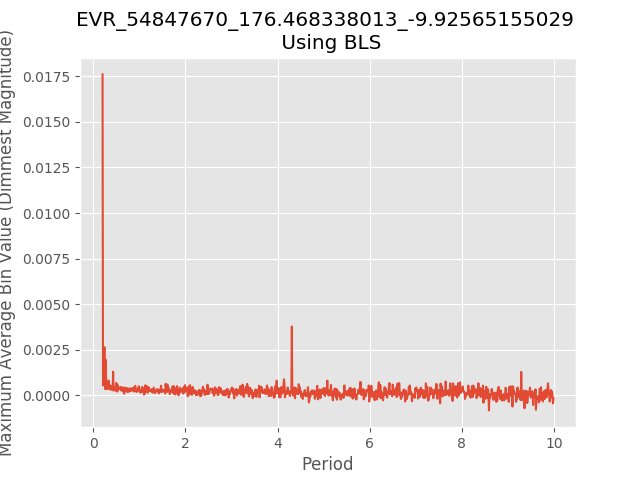 EVR_54847670_176.468338013_-9.92565155029
Using BLS
Maximum Average Bin Value (Dimmest Magnitude)
0.0175
0.0150
0.0125
0.0100
0.0075
0.0050
0.0025
0.0000
0 2 4 6 8 10
Period